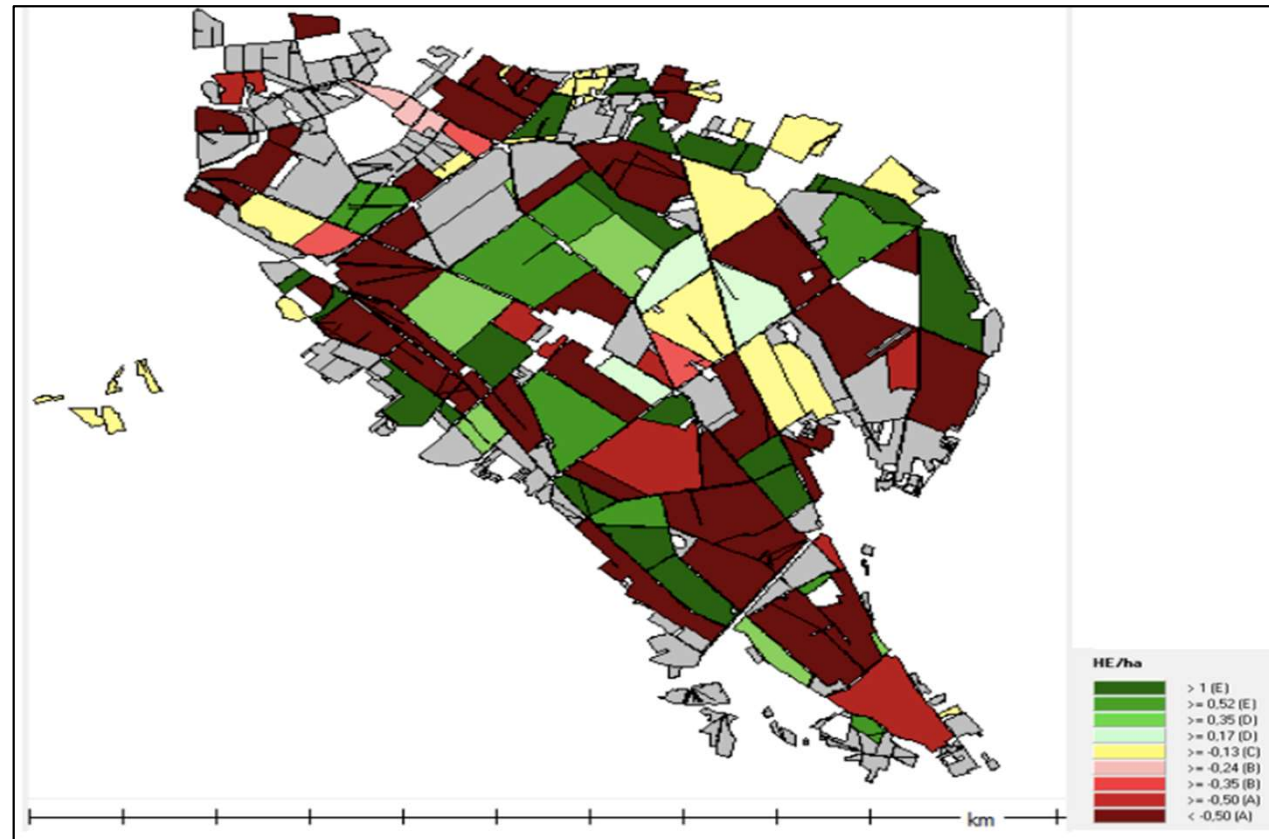 km
HE/ha
> 1 (E)
>= 0,52 (E)
>= 0,35 (D)
>= 0,17 (D)
>= -0,13 (C)
>= -0,24 (B)
>= -0,35 (B)
>= -0,50 (A)
< -0,50 (A)